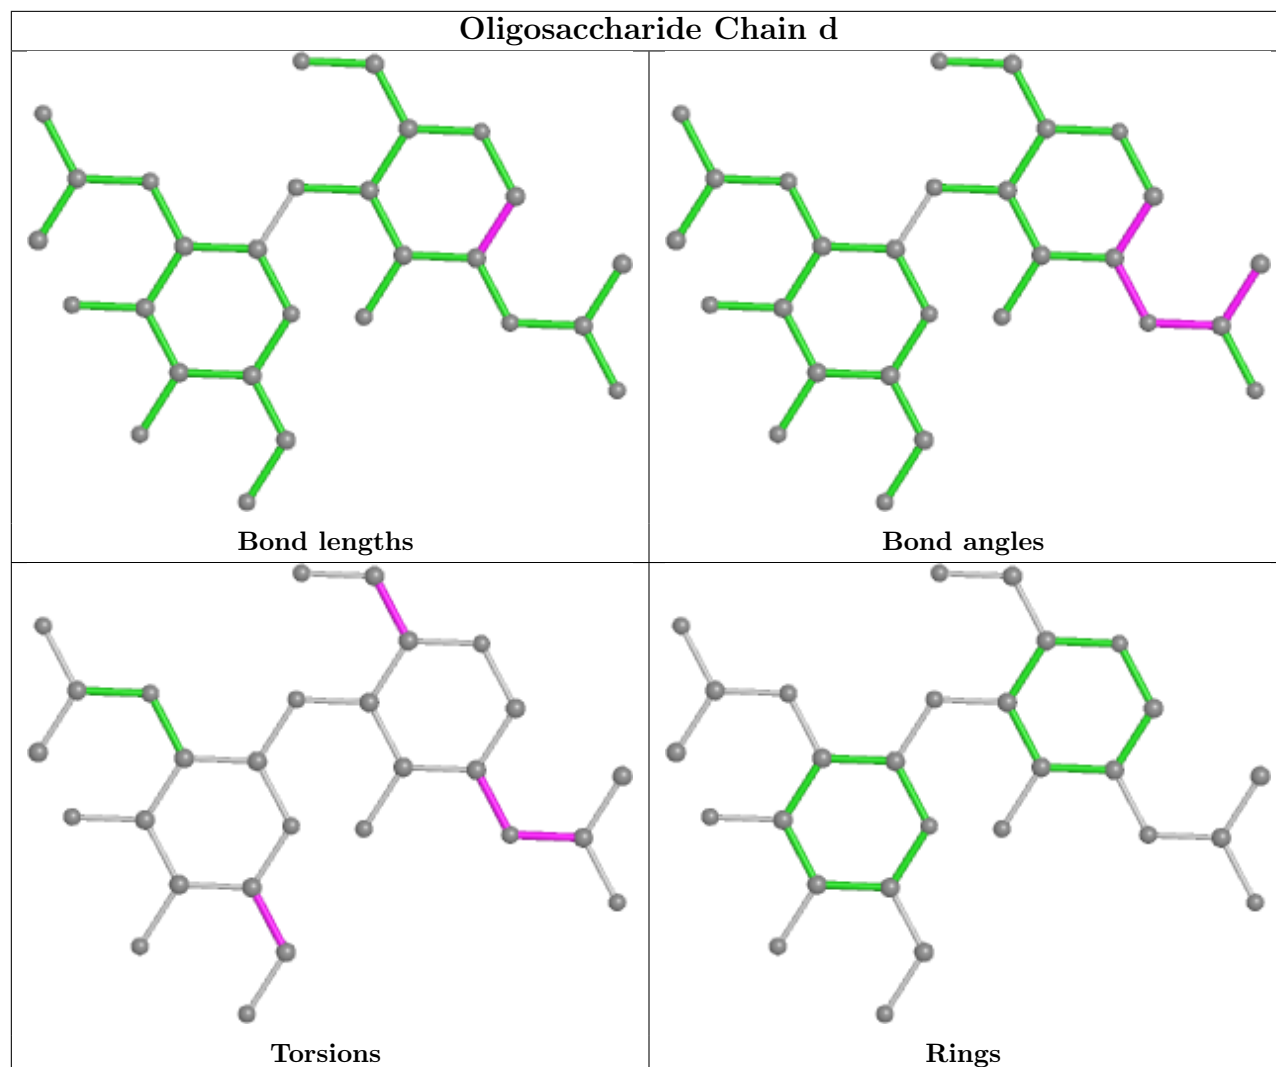 Oligosaccharide Chain d
Bond lengths
Bond angles
Torsions
Rings